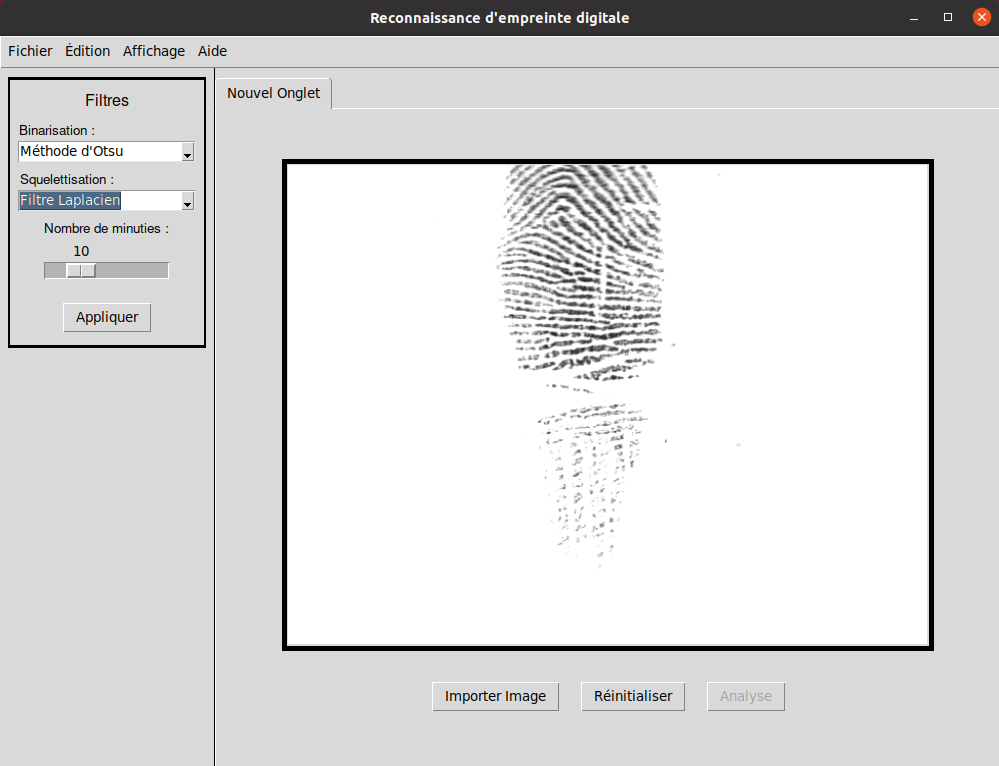 Reconnaissance d'empreinte digitale
Fichier Édition Affichage Aide
Filtres
Binarisation :
Méthode d'Otsu
Squelettisation :
Filtre Laplacien
Nombre de minuties :
10
Appliquer
Nouvel Onglet
Importer Image Réinitialiser Analyse